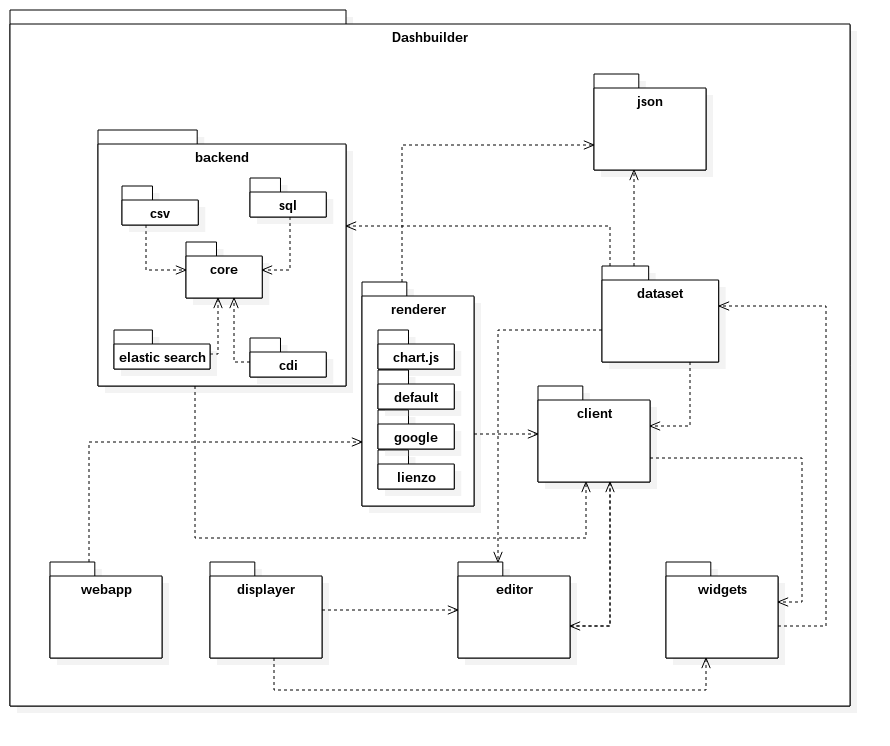 Dashbuilder
json
backend
csv
sql
core
elastic search
cdi
renderer
chart.js
default
google
lienzo
dataset
client
webapp
displayer
editor
widgets